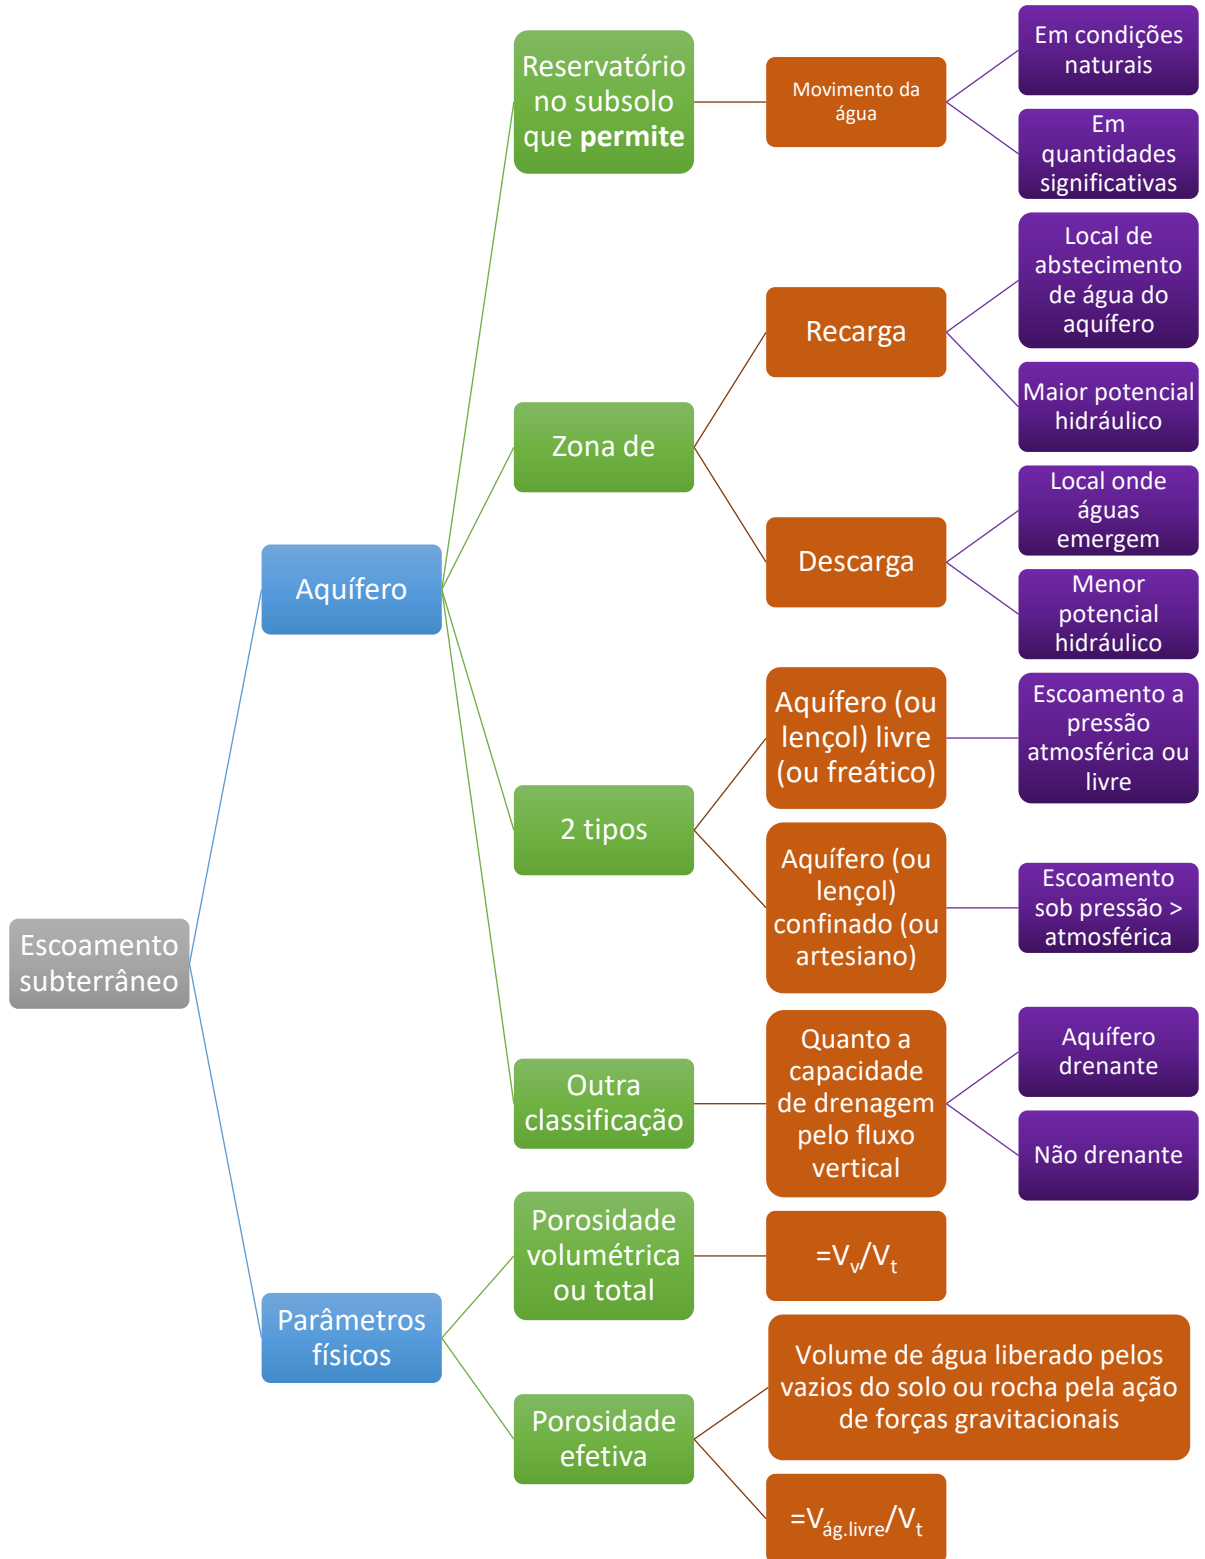 Escoamento
subterrâneo
Aquífero
Reservatório
no subsolo
que permite
Movimento da
água
Em condições
naturais
Em
quantidades
significativas
Zona de
Recarga
Local de
abstecimento
de água do
aquífero
Maior potencial
hidráulico
Descarga
Local onde
águas
emergem
Menor
potencial
hidráulico
2 tipos
Aquífero (ou
lençol) livre
(ou freático)
Escoamento a
pressão
atmosférica ou
livre
Aquífero (ou
lençol)
confinado (ou
artesiano)
Escoamento
sob pressão >
atmosférica
Outra
classificação
Quanto a
capacidade
de drenagem
pelo fluxo
vertical
Aquífero
drenante
Não drenante
Parâmetros
físicos
Porosidade
volumétrica
ou total
=Vv/Vt
Porosidade
efetiva
Volume de água liberado pelos
vazios do solo ou rocha pela ação
de forças gravitacionais
=Vág.livre/Vt